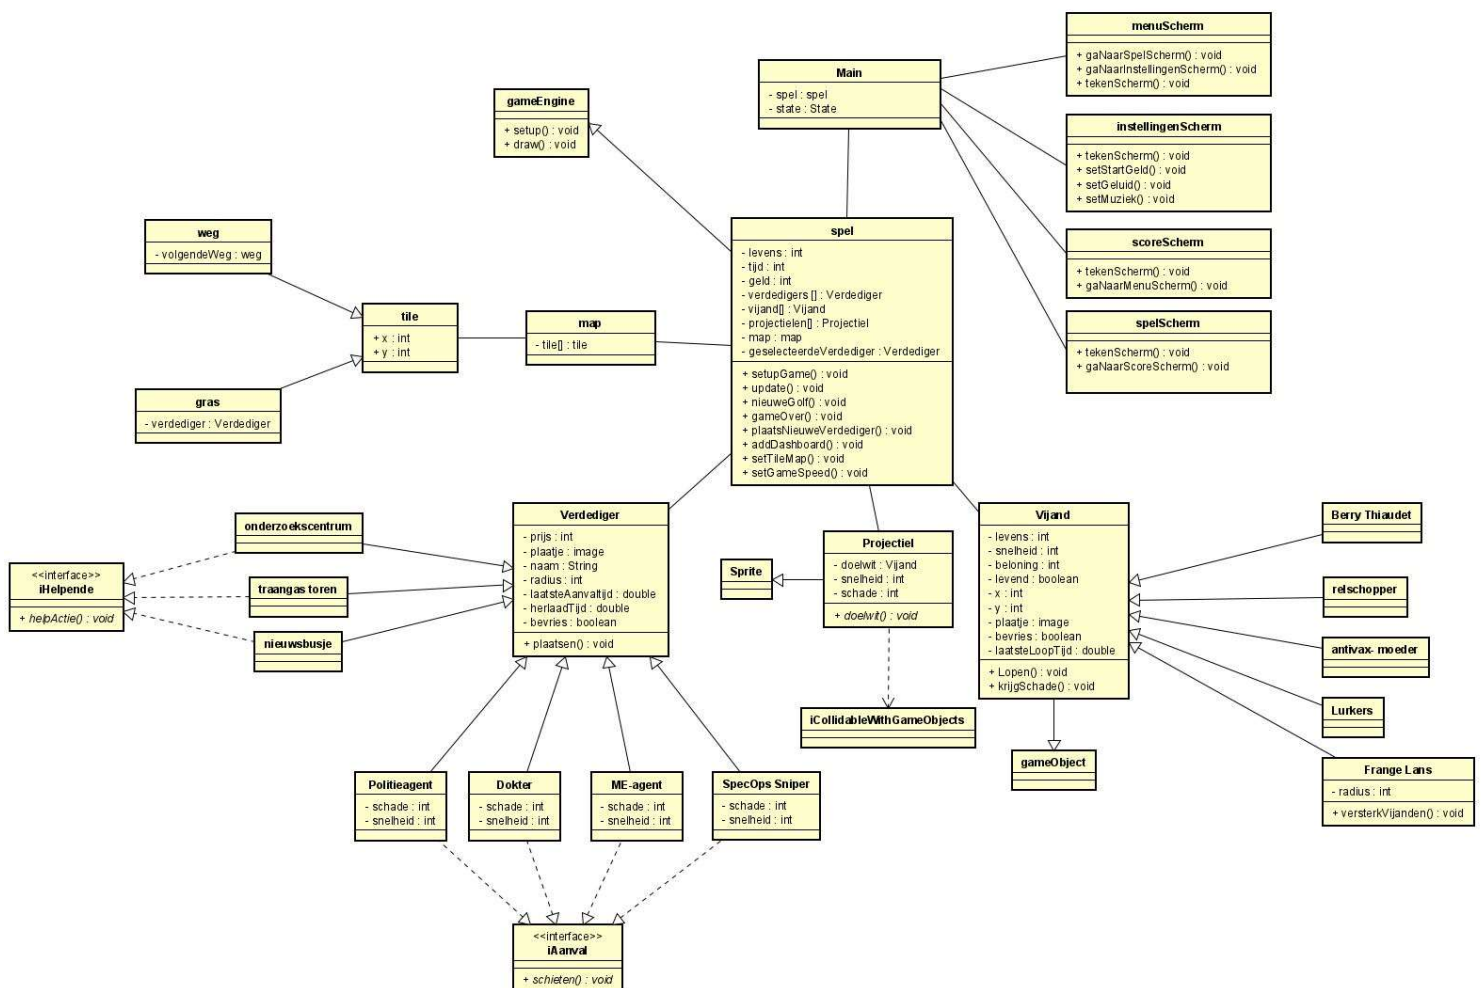 menuScherm
+ gaNaarSpelScherm() : void
+ gaNaarInstellingenScherm() : void
+ tekenScherm() : void
Main
- spel : spel
- state : State
gameEngine
+ setup() : void
+ draw() : void
instellingenScherm
+ tekenScherm() : void
+ setStartGeld() : void
+ setGeluid() : void
+ setMuziek() : void
weg
- volgendeWeg : weg
spel
- levens : int
- tijd : int
- geld : int
- verdedigers [] : Verdediger
- vijand[] : Vijand
- projectielen[] : Projectiel
- map : map
- geselecteerdeVerdediger : Verdediger
+ setupGame() : void
+ update() : void
+ nieuweGolf() : void
+ gameOver() : void
+ plaatsNieuweVerdediger() : void
+ addDashboard() : void
+ setTileMap() : void
+ setGameSpeed() : void
scoreScherm
+ tekenScherm() : void
+ gaNaarMenuScherm() : void
tile
+ x : int
+ y : int
map
- tile[] : tile
spelScherm
+ tekenScherm() : void
+ gaNaarScoreScherm() : void
gras
- verdediger : Verdediger
onderzoekscentrum
<<interface>>
iHelpende
+ helpActie() : void
traangas toren
nieuwsbusje
Verdediger
- prijs : int
- plaatje : image
- naam : String
- radius : int
- laatsteAanvaltijd : double
- herlaadTijd : double
- bevries : boolean
+ plaatsen() : void
Sprite
Projectiel
- doelwit : Vijand
- snelheid : int
- schade : int
+ doelwit() : void
Vijand
- levens : int
- snelheid : int
- beloning : int
- levend : boolean
- x : int
- y : int
- plaatje : image
- bevries : boolean
- laatsteLoopTijd : double
+ Lopen() : void
+ krijgSchade() : void
Berry Thiaudet
relschopper
antivax- moeder
Lurkers
iCollidableWithGameObjects
gameObject
Frange Lans
- radius : int
+ versterkVijanden() : void
Politieagent
- schade : int
- snelheid : int
Dokter
- schade : int
- snelheid : int
ME-agent
- schade : int
- snelheid : int
SpecOps Sniper
- schade : int
- snelheid : int
<<interface>>
iAanval
+ schieten() : void